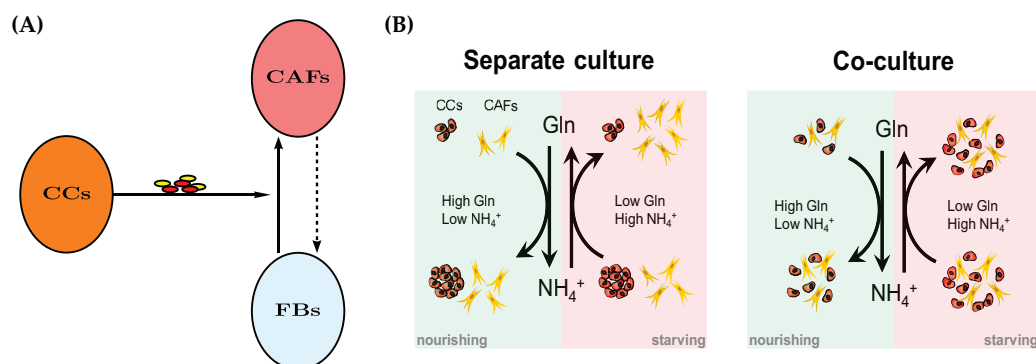 (A)
CAFs
CCs
FBs
(B)
Separate culture
CCs
CAFs
Gln
High Gln
Low NH₄⁺
Low Gln
High NH₄⁺
NH₄⁺
nourishing
starving
Co-culture
Gln
High Gln
Low NH₄⁺
Low Gln
High NH₄⁺
NH₄⁺
nourishing
starving